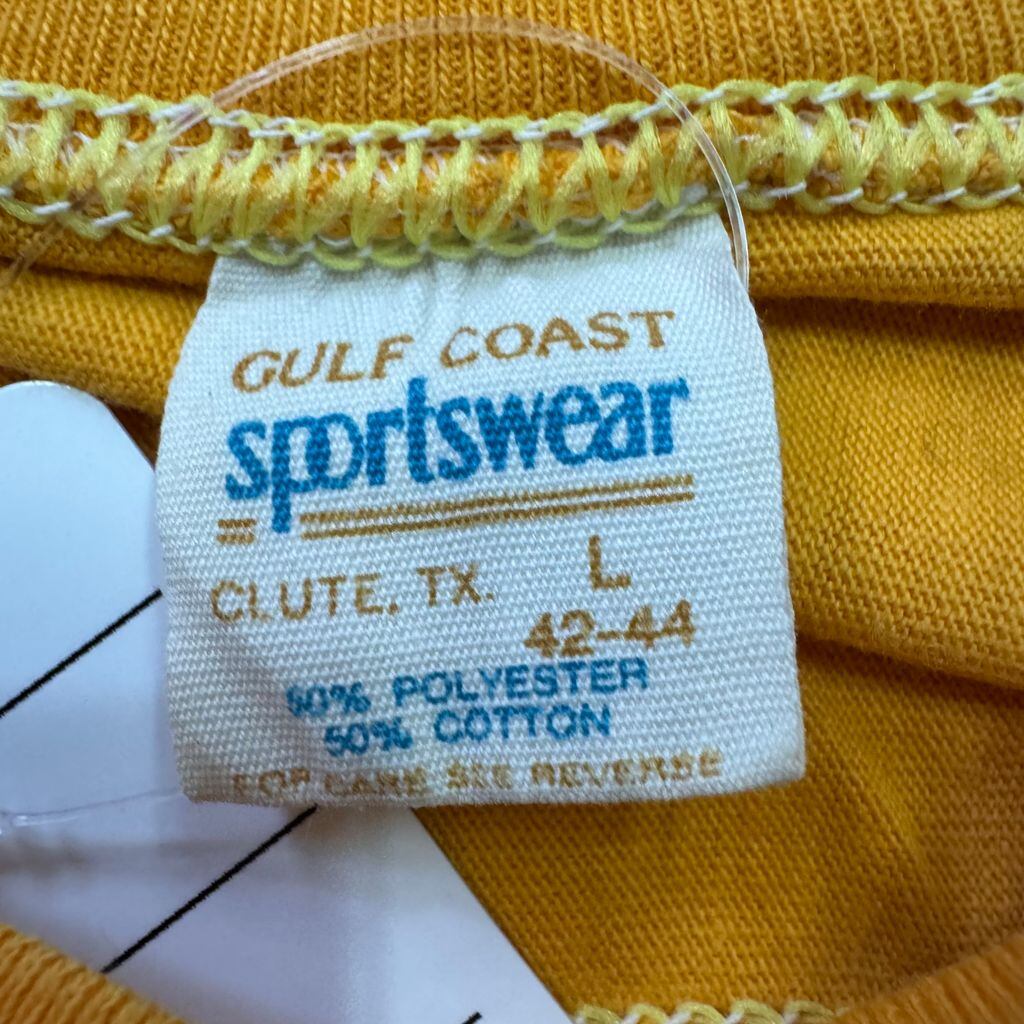 GULF COAST
sportswear
CLUTE, TX. L
42-44
50% POLYESTER
50% COTTON
FOR CARE SEE REVERSE